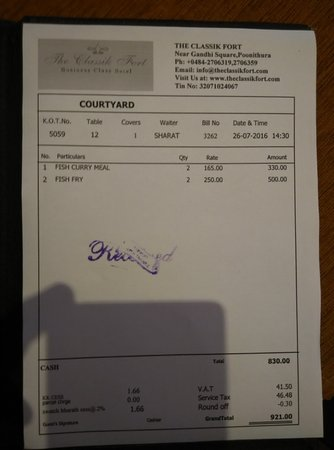 The Classik Fort
Business Class Hotel
THE CLASSIK FORT
Near Gandhi Square,Poonithura
Ph: +0484-2706319,2706359
Email: info@theclassikfort.com
Visit Us at: www.theclassikfort.com
Tin No: 32071024067
COURTYARD
K.O.T.No. Table Covers Waiter Bill No Date & Time
5059 12 1 SHARAT 3262 26-07-2016 14:30
No. Particulars Qty Rate Amount
1 FISH CURRY MEAL 2 165.00 330.00
2 FISH FRY 2 250.00 500.00
Received
Total 830.00
CASH
KK CESS 1.66 V.A.T 41.50
parcel chrge 0.00 Service Tax 46.48
swatch bharath cess@.2% 1.66 Round off -0.30
Guest's Signature Cashier GrandTotal 921.00